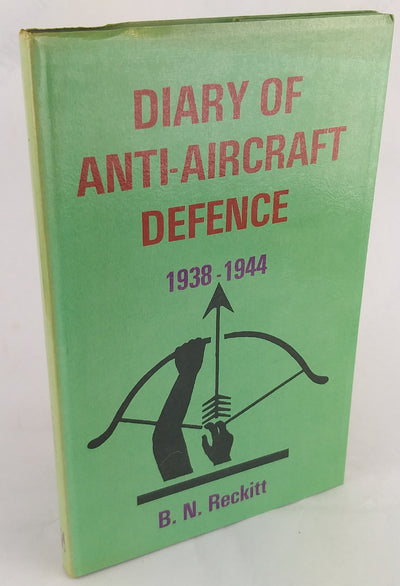 DIARY OF
ANTI-AIRCRAFT
DEFENCE
1938-1944
B. N. Reckitt